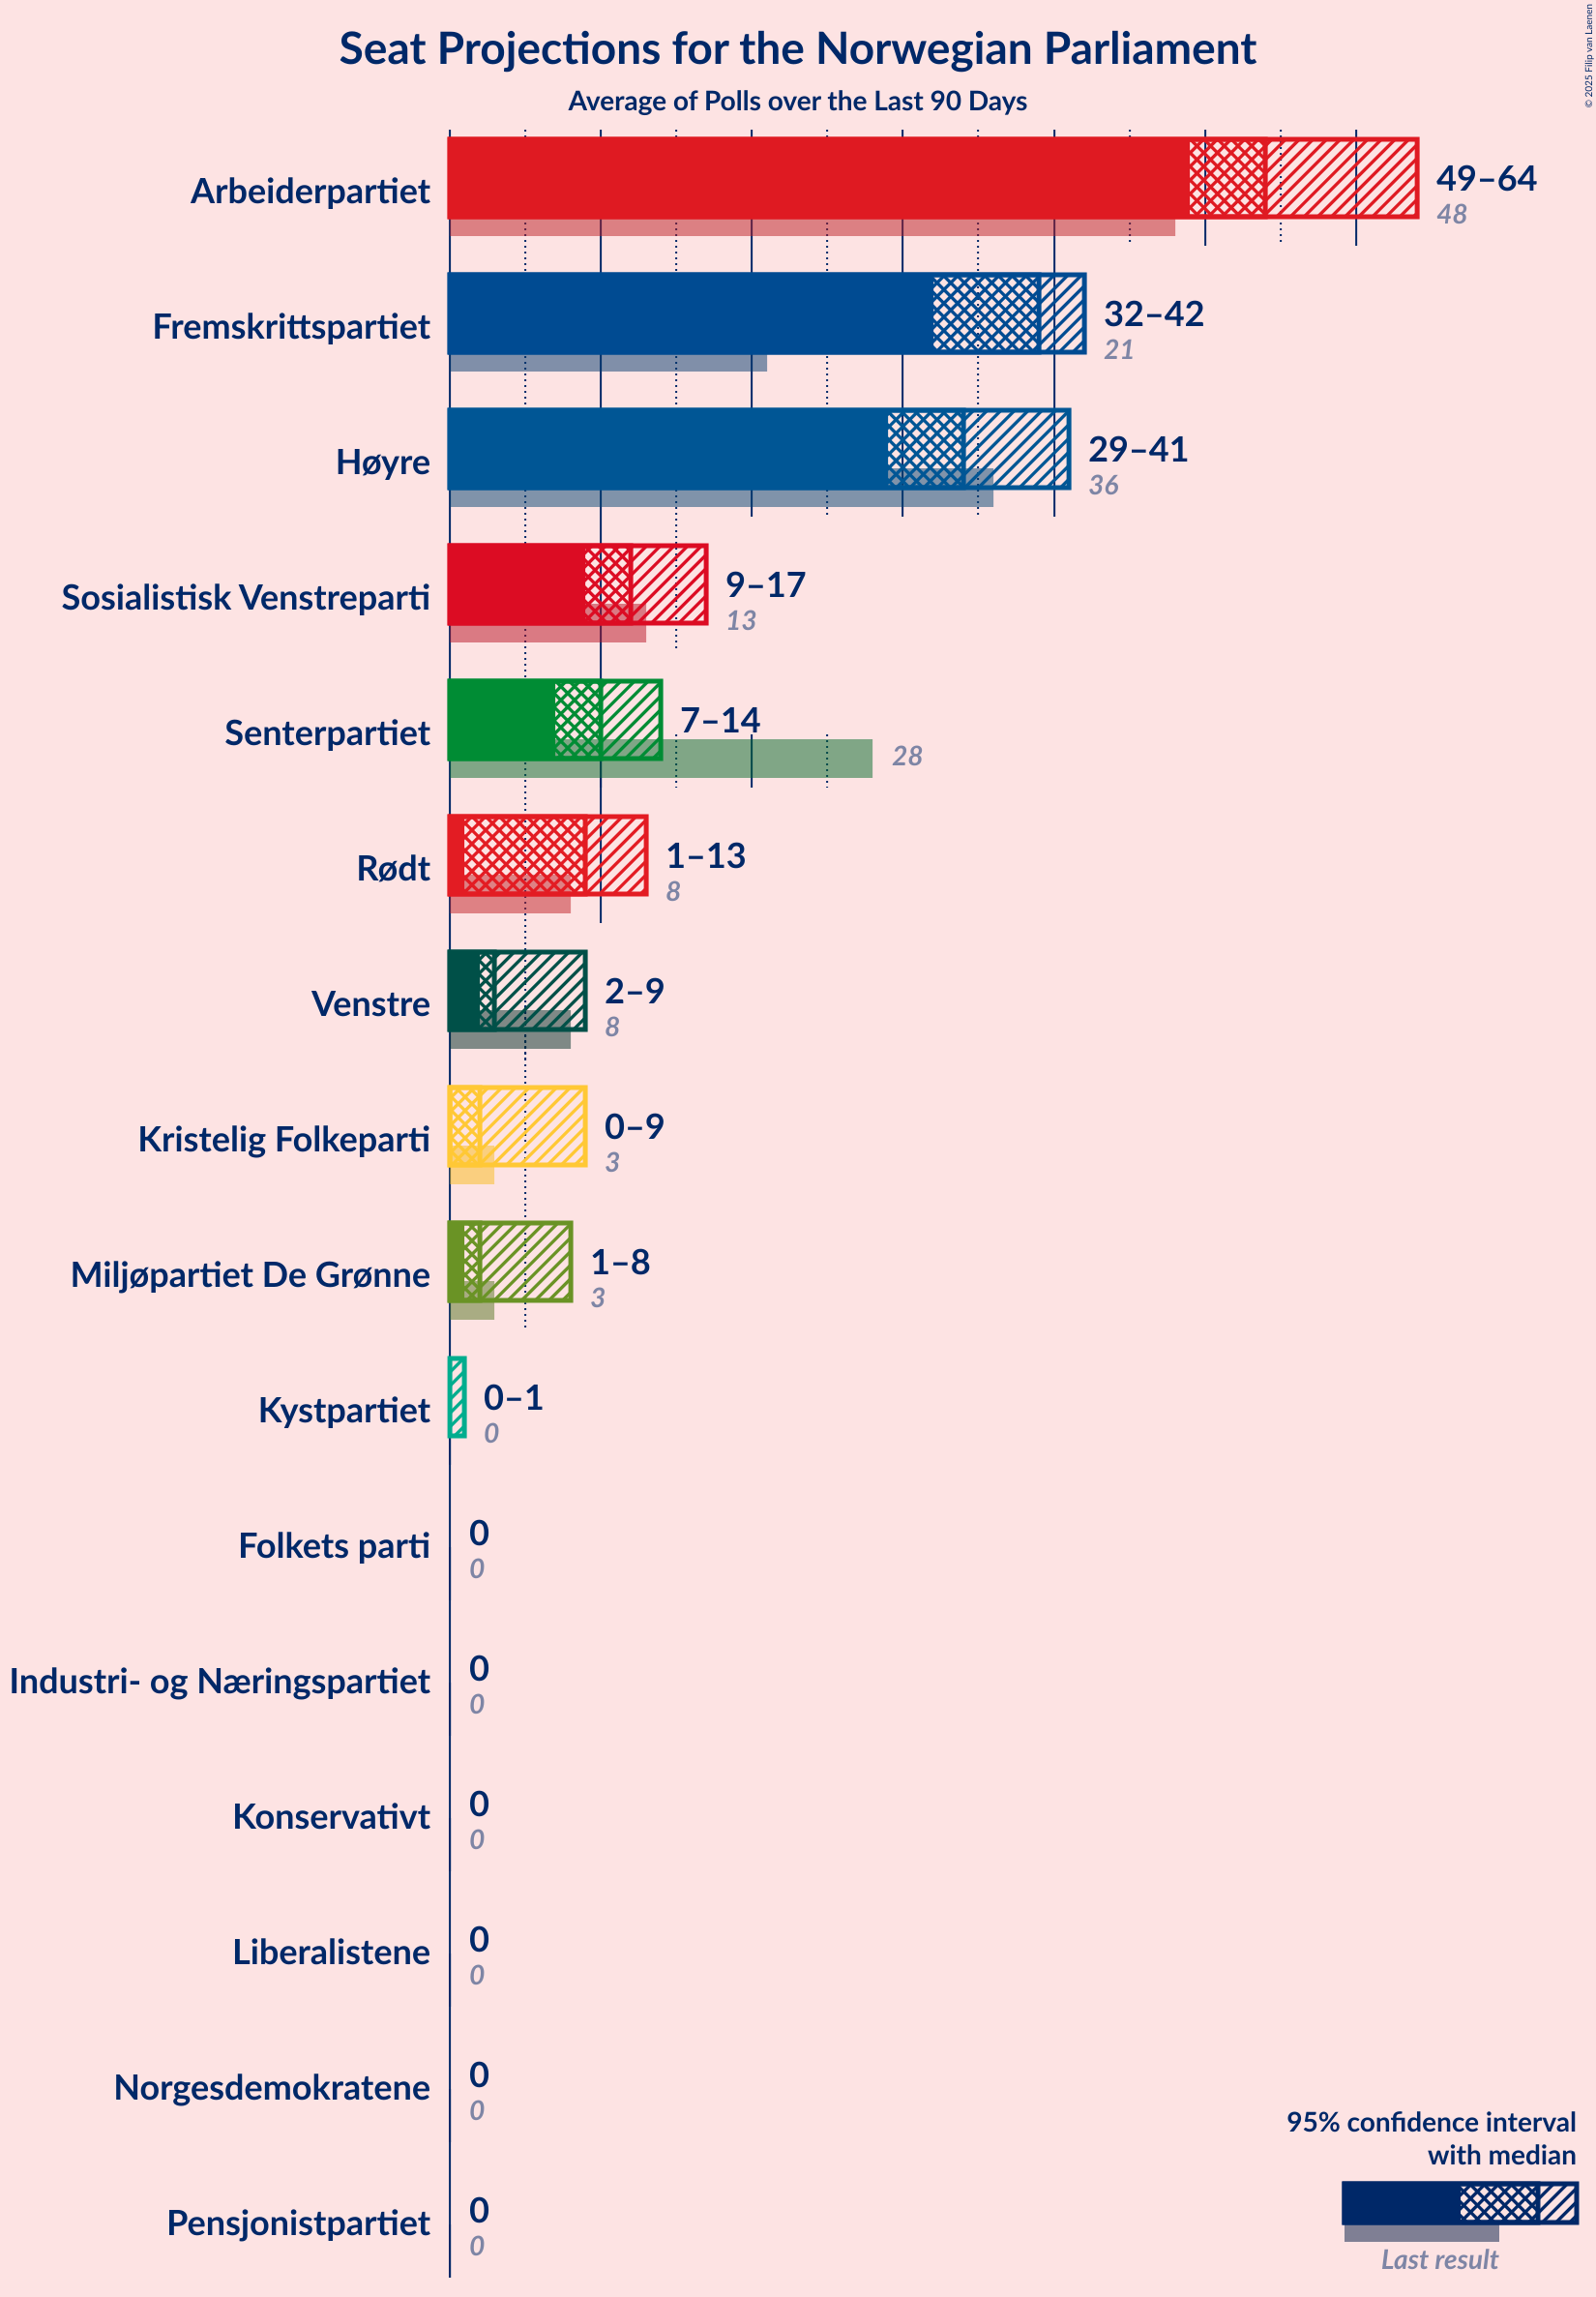 Seat Projections for the Norwegian Parliament
Average of Polls over the Last 90 Days
© 2025 Filip van Laenen
Arbeiderpartiet
49–64
48
Fremskrittspartiet
32–42
21
Høyre
29–41
36
Sosialistisk Venstreparti
9–17
13
Senterpartiet
7–14
28
Rødt
1–13
8
Venstre
2–9
8
Kristelig Folkeparti
0–9
3
Miljøpartiet De Grønne
1–8
3
Kystpartiet
0–1
0
Folkets parti
0
0
Industri- og Næringspartiet
0
0
Konservativt
0
0
Liberalistene
0
0
Norgesdemokratene
0
0
Pensjonistpartiet
0
0
95% confidence interval
with median
Last result